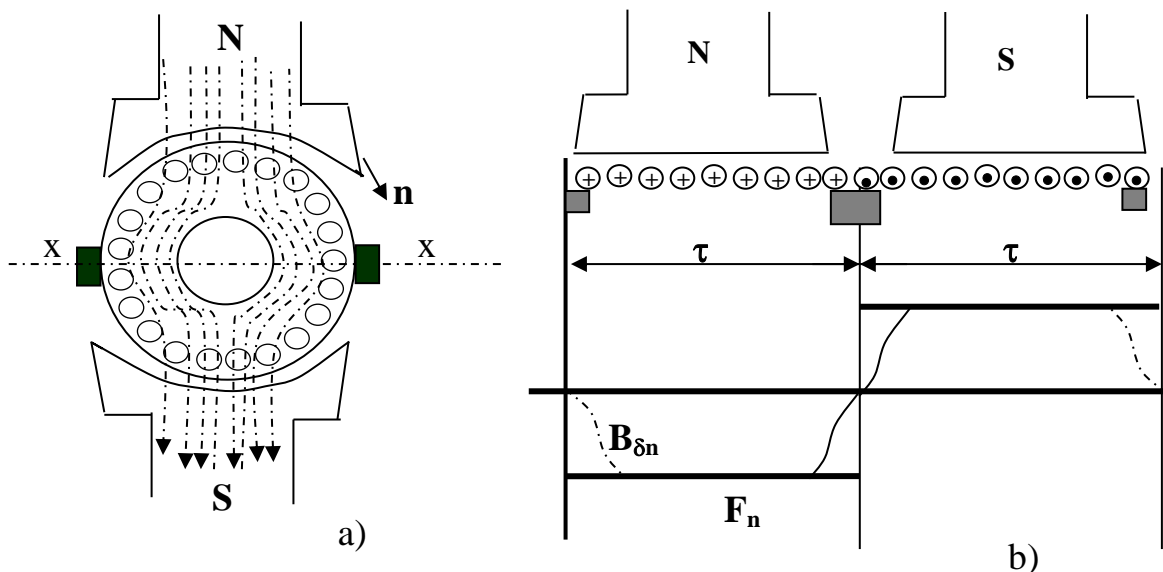 N
n
x
x
S
a)
N
S
+ + + + + + + + +
τ
τ
Bδn
Fn
b)